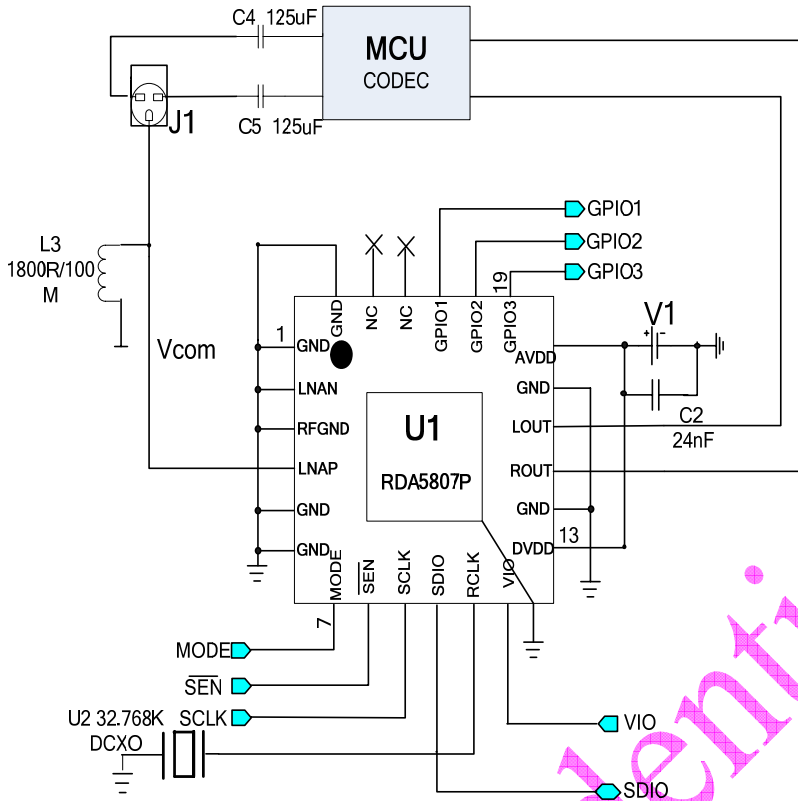 C4 125uF
MCU
CODEC
C5 125uF
J1
GPIO1
GPIO2
GPIO3
L3
1800R/100
M
Vcom
19
GND
NC
NC
GPIO1
GPIO2
GPIO3
V1
+ -
1
GND
LNAN
RFGND
LNAP
GND
GND
U1
RDA5807P
AVDD
GND
LOUT
ROUT
GND
DVDD
13
C2
24nF
MODE
SEN
SCLK
SDIO
RCLK
VIO
7
MODE
SEN
U2 32.768K SCLK
DCXO
VIO
SDIO
denti